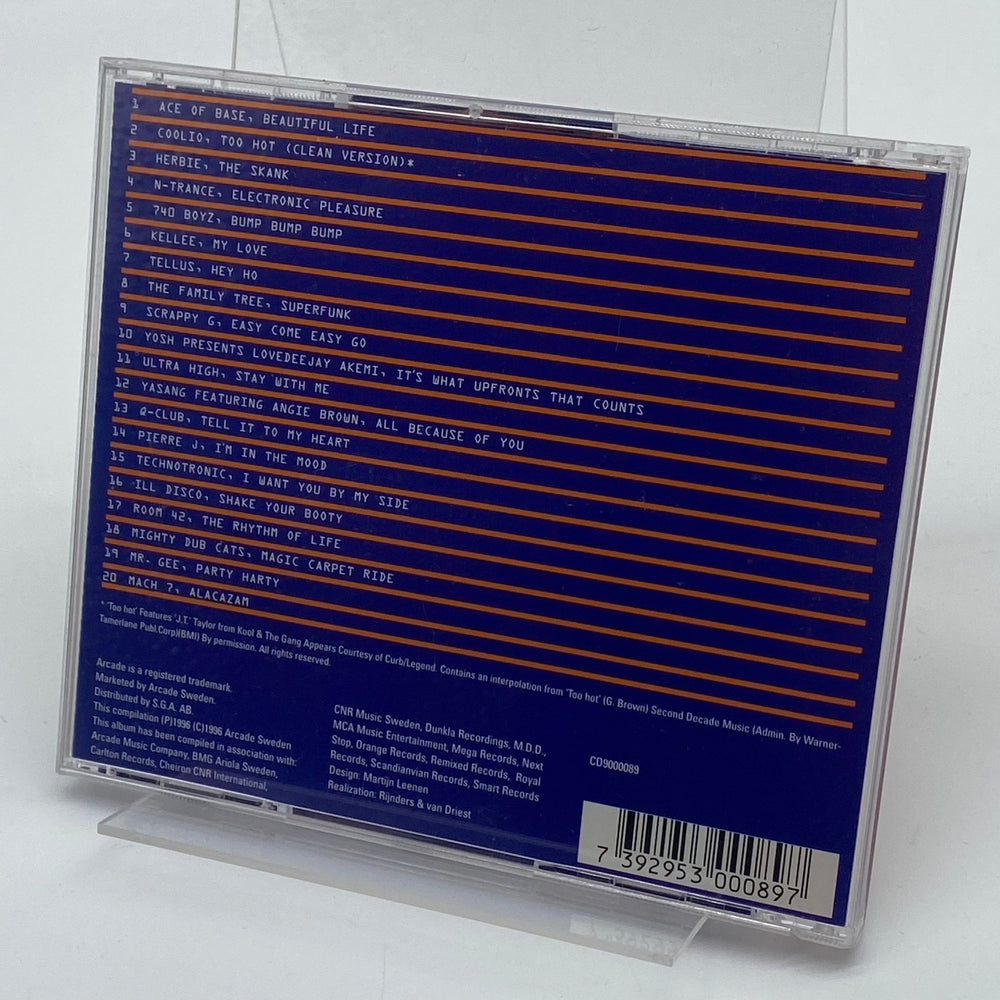 1 ACE OF BASE, BEAUTIFUL LIFE
2 COOLIO, TOO HOT (CLEAN VERSION)*
3 HERBIE, THE SKANK
4 N-TRANCE, ELECTRONIC PLEASURE
5 740 BOYZ, BUMP BUMP BUMP
6 KELLEE, MY LOVE
7 TELLUS, HEY HO
8 THE FAMILY TREE, SUPERFUNK
9 SCRAPPY G, EASY COME EASY GO
10 YOSH PRESENTS LOVEDEEJAY AKEMI, IT'S WHAT UPFRONTS THAT COUNTS
11 ULTRA HIGH, STAY WITH ME
12 YASANG FEATURING ANGIE BROWN, ALL BECAUSE OF YOU
13 Q-CLUB, TELL IT TO MY HEART
14 PIERRE J, I'M IN THE MOOD
15 TECHNOTRONIC, I WANT YOU BY MY SIDE
16 ILL DISCO, SHAKE YOUR BOOTY
17 ROOM 42, THE RHYTHM OF LIFE
18 MIGHTY DUB CATS, MAGIC CARPET RIDE
19 MR. GEE, PARTY HARTY
20 MACH 7, ALACAZAM
* 'Too hot' Features 'J.T.' Taylor from Kool & The Gang Appears Courtesy of Curb/Legend. Contains an interpolation from 'Too hot' (G. Brown) Second Decade Music (Admin. By Warner-
Tamerlane Publ.Corp)(BMI) By permission. All rights reserved.
Arcade is a registered trademark.
Marketed by Arcade Sweden.
Distributed by S.G.A. AB.
This compilation (P)1996 (C)1996 Arcade Sweden
This album has been compiled in association with:
Arcade Music Company, BMG Ariola Sweden,
Carlton Records, Cheiron CNR International,
CNR Music Sweden, Dunkla Recordings, M.D.D.,
MCA Music Entertainment, Mega Records, Next
Stop, Orange Records, Remixed Records, Royal
Records, Scandianvian Records, Smart Records
Design: Martijn Leenen
Realization: Rijnders & van Driest
CD9000089
7 392953 000897